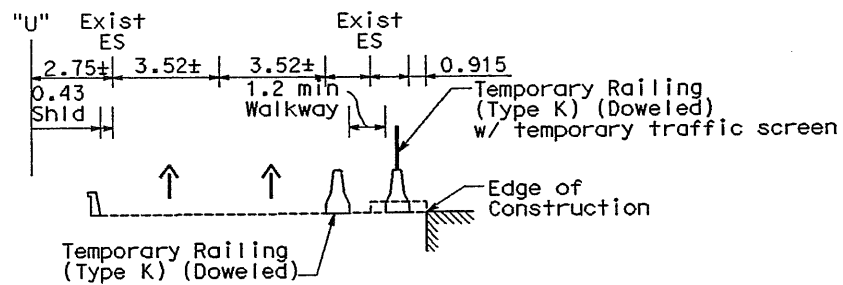 "U"
Exist
ES
Exist
ES
2.75±
3.52±
3.52±
0.915
0.43
Shld
1.2 min
Walkway
Temporary Railing
(Type K) (Doweled)
w/ temporary traffic screen
Edge of
Construction
Temporary Railing
(Type K) (Doweled)